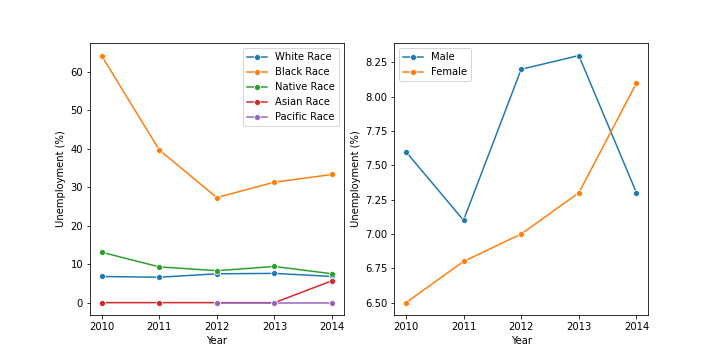 White Race
Black Race
Native Race
Asian Race
Pacific Race
Unemployment (%)
60
50
40
30
20
10
0
2010 2011 2012 2013 2014
Year
Male
Female
Unemployment (%)
8.25
8.00
7.75
7.50
7.25
7.00
6.75
6.50
2010 2011 2012 2013 2014
Year